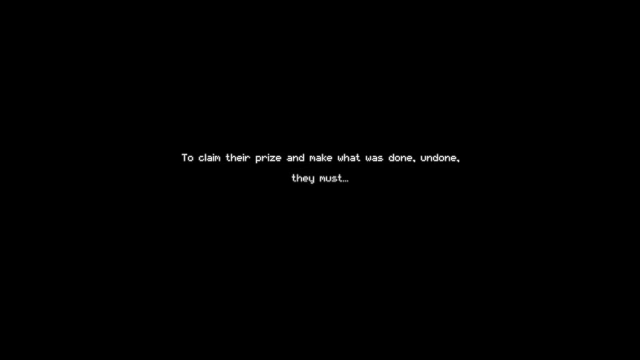 To claim their prize and make what was done, undone,
they must...